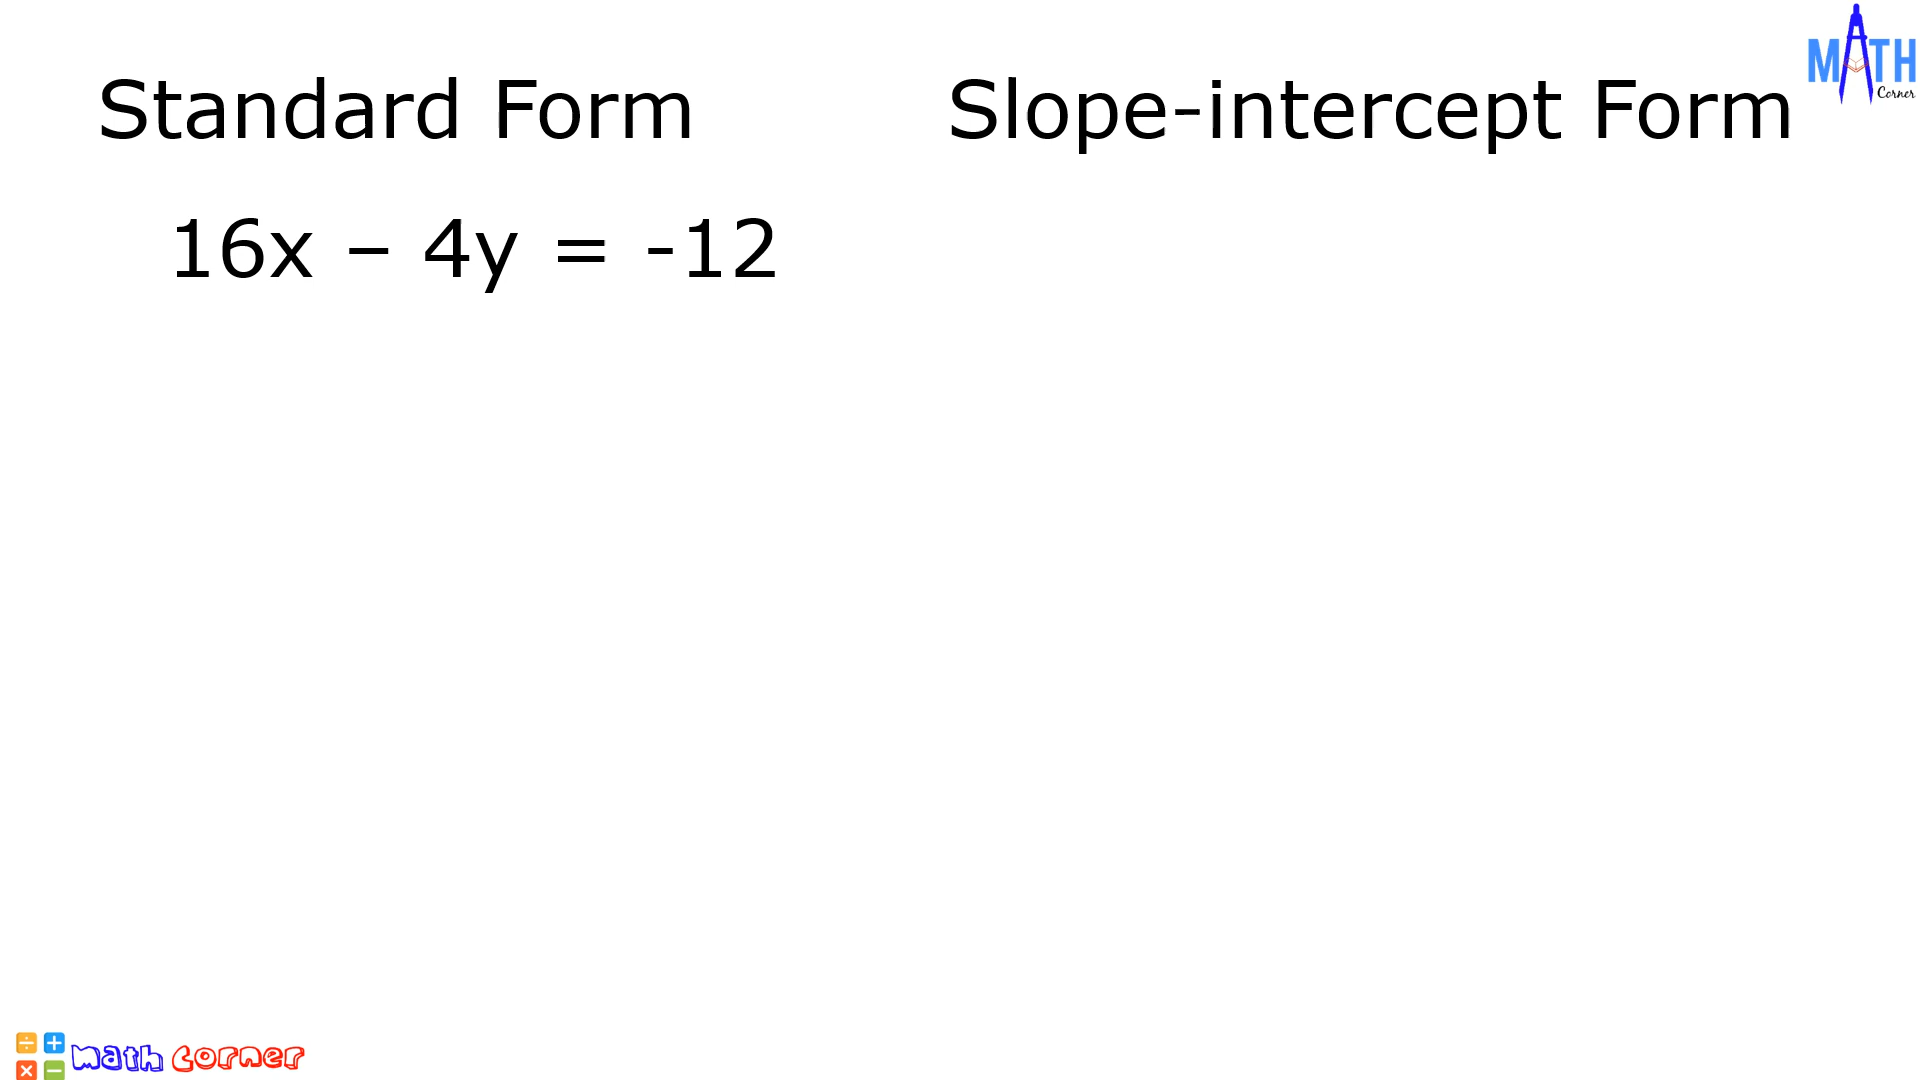 MATH
Corner
Standard Form
Slope-intercept Form
16x – 4y = -12
÷ +
× −
math corner